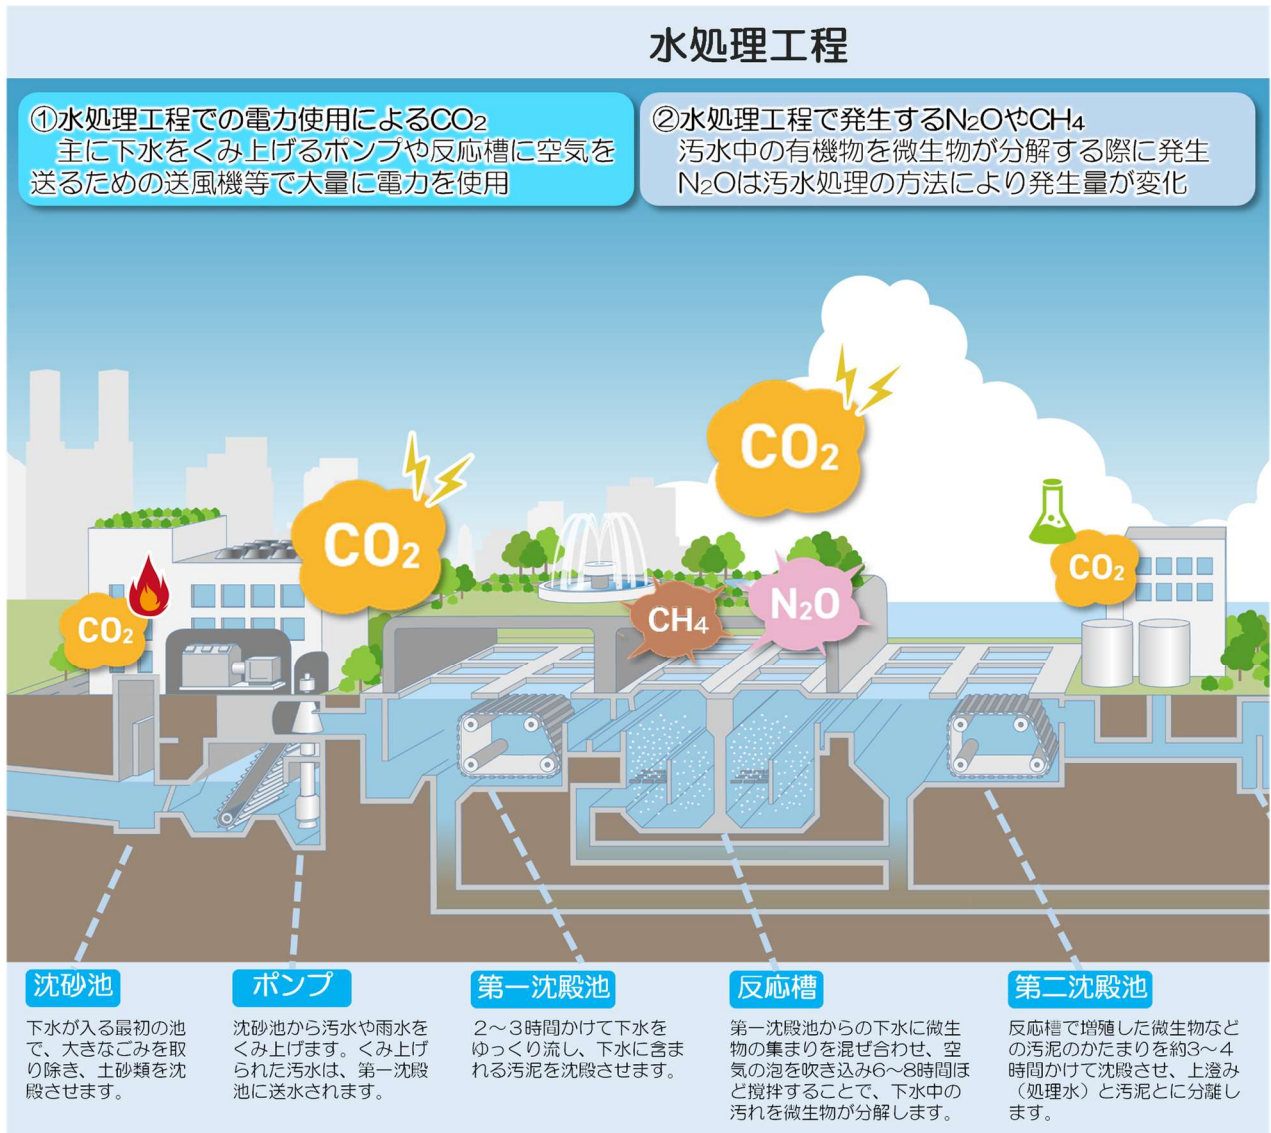 水処理工程
①水処理工程での電力使用によるCO₂
主に下水をくみ上げるポンプや反応槽に空気を
送るための送風機等で大量に電力を使用
②水処理工程で発生するN₂OやCH₄
汚水中の有機物を微生物が分解する際に発生
N₂Oは汚水処理の方法により発生量が変化
CO₂
CO₂
CO₂
CH₄
N₂O
CO₂
沈砂池
下水が入る最初の池
で、大きなごみを取
り除き、土砂類を沈
殿させます。
ポンプ
沈砂池から汚水や雨水を
くみ上げます。くみ上げ
られた汚水は、第一沈殿
池に送水されます。
第一沈殿池
２～３時間かけて下水を
ゆっくり流し、下水に含ま
れる汚泥を沈殿させます。
反応槽
第一沈殿池からの下水に微生
物の集まりを混ぜ合わせ、空
気の泡を吹き込み6～8時間ほ
ど撹拌することで、下水中の
汚れを微生物が分解します。
第二沈殿池
反応槽で増殖した微生物など
の汚泥のかたまりを約3～４
時間かけて沈殿させ、上澄み
（処理水）と汚泥とに分離し
ます。